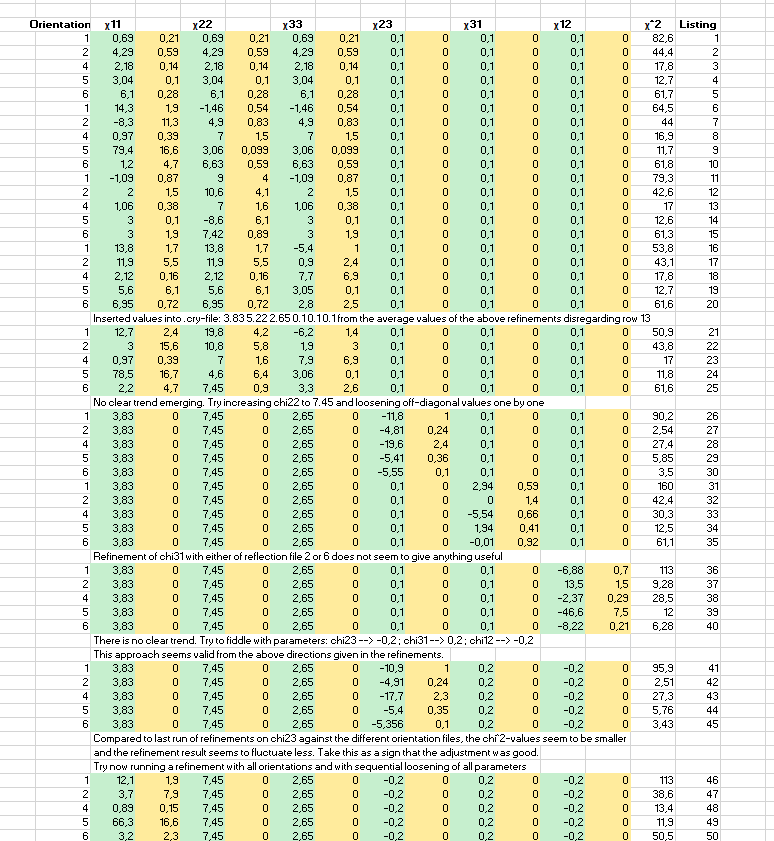 Orientation χ11 χ22 χ33 χ23 χ31 χ12 χ^2 Listing
1 0,69 0,21 0,69 0,21 0,69 0,21 0,1 0 0,1 0 0,1 0 82,6 1
2 4,29 0,59 4,29 0,59 4,29 0,59 0,1 0 0,1 0 0,1 0 44,4 2
4 2,18 0,14 2,18 0,14 2,18 0,14 0,1 0 0,1 0 0,1 0 17,8 3
5 3,04 0,1 3,04 0,1 3,04 0,1 0,1 0 0,1 0 0,1 0 12,7 4
6 6,1 0,28 6,1 0,28 6,1 0,28 0,1 0 0,1 0 0,1 0 61,7 5
1 14,3 1,9 -1,46 0,54 -1,46 0,54 0,1 0 0,1 0 0,1 0 64,5 6
2 -8,3 11,3 4,9 0,83 4,9 0,83 0,1 0 0,1 0 0,1 0 44 7
4 0,97 0,39 7 1,5 7 1,5 0,1 0 0,1 0 0,1 0 16,9 8
5 79,4 16,6 3,06 0,099 3,06 0,099 0,1 0 0,1 0 0,1 0 11,7 9
6 1,2 4,7 6,63 0,59 6,63 0,59 0,1 0 0,1 0 0,1 0 61,8 10
1 -1,09 0,87 9 4 -1,09 0,87 0,1 0 0,1 0 0,1 0 79,3 11
2 2 1,5 10,6 4,1 2 1,5 0,1 0 0,1 0 0,1 0 42,6 12
4 1,06 0,38 7 1,6 1,06 0,38 0,1 0 0,1 0 0,1 0 17 13
5 3 0,1 -8,6 6,1 3 0,1 0,1 0 0,1 0 0,1 0 12,6 14
6 3 1,9 7,42 0,89 3 1,9 0,1 0 0,1 0 0,1 0 61,3 15
1 13,8 1,7 13,8 1,7 -5,4 1 0,1 0 0,1 0 0,1 0 53,8 16
2 11,9 5,5 11,9 5,5 0,9 2,4 0,1 0 0,1 0 0,1 0 43,1 17
4 2,12 0,16 2,12 0,16 7,7 6,9 0,1 0 0,1 0 0,1 0 17,8 18
5 5,6 6,1 5,6 6,1 3,05 0,1 0,1 0 0,1 0 0,1 0 12,7 19
6 6,95 0,72 6,95 0,72 2,8 2,5 0,1 0 0,1 0 0,1 0 61,6 20
Inserted values into .cry-file: 3.83 5.22 2.65 0.1 0.1 0.1 from the average values of the above refinements disregarding row 13
1 12,7 2,4 19,8 4,2 -6,2 1,4 0,1 0 0,1 0 0,1 0 50,9 21
2 3 15,6 10,8 5,8 1,9 3 0,1 0 0,1 0 0,1 0 43,8 22
4 0,97 0,39 7 1,6 7,9 6,9 0,1 0 0,1 0 0,1 0 17 23
5 78,5 16,7 4,6 6,4 3,06 0,1 0,1 0 0,1 0 0,1 0 11,8 24
6 2,2 4,7 7,45 0,9 3,3 2,6 0,1 0 0,1 0 0,1 0 61,6 25
No clear trend emerging. Try increasing chi22 to 7.45 and loosening off-diagonal values one by one
1 3,83 0 7,45 0 2,65 0 -11,8 1 0,1 0 0,1 0 90,2 26
2 3,83 0 7,45 0 2,65 0 -4,81 0,24 0,1 0 0,1 0 2,54 27
4 3,83 0 7,45 0 2,65 0 -19,6 2,4 0,1 0 0,1 0 27,4 28
5 3,83 0 7,45 0 2,65 0 -5,41 0,36 0,1 0 0,1 0 5,85 29
6 3,83 0 7,45 0 2,65 0 -5,55 0,1 0,1 0 0,1 0 3,5 30
1 3,83 0 7,45 0 2,65 0 0,1 0 2,94 0,59 0,1 0 160 31
2 3,83 0 7,45 0 2,65 0 0,1 0 0 1,4 0,1 0 42,4 32
4 3,83 0 7,45 0 2,65 0 0,1 0 -5,54 0,66 0,1 0 30,3 33
5 3,83 0 7,45 0 2,65 0 0,1 0 1,94 0,41 0,1 0 12,5 34
6 3,83 0 7,45 0 2,65 0 0,1 0 -0,01 0,92 0,1 0 61,1 35
Refinement of chi31 with either of reflection file 2 or 6 does not seem to give anything useful
1 3,83 0 7,45 0 2,65 0 0,1 0 0,1 0 -6,88 0,7 113 36
2 3,83 0 7,45 0 2,65 0 0,1 0 0,1 0 13,5 1,5 9,28 37
4 3,83 0 7,45 0 2,65 0 0,1 0 0,1 0 -2,37 0,29 28,5 38
5 3,83 0 7,45 0 2,65 0 0,1 0 0,1 0 -46,6 7,5 12 39
6 3,83 0 7,45 0 2,65 0 0,1 0 0,1 0 -8,22 0,21 6,28 40
There is no clear trend. Try to fiddle with parameters: chi23 --> -0,2 ; chi31 --> 0,2 ; chi12 --> -0,2
This approach seems valid from the above directions given in the refinements.
1 3,83 0 7,45 0 2,65 0 -10,9 1 0,2 0 -0,2 0 95,9 41
2 3,83 0 7,45 0 2,65 0 -4,91 0,24 0,2 0 -0,2 0 2,51 42
4 3,83 0 7,45 0 2,65 0 -17,7 2,3 0,2 0 -0,2 0 27,3 43
5 3,83 0 7,45 0 2,65 0 -5,4 0,35 0,2 0 -0,2 0 5,76 44
6 3,83 0 7,45 0 2,65 0 -5,356 0,1 0,2 0 -0,2 0 3,43 45
Compared to last run of refinements on chi23 against the different orientation files, the chi^2-values seem to be smaller
and the refinement result seems to fluctuate less. Take this as a sign that the adjustment was good.
Try now running a refinement with all orientations and with sequential loosening of all parameters
1 12,1 1,9 7,45 0 2,65 0 -0,2 0 0,2 0 -0,2 0 113 46
2 3,7 7,9 7,45 0 2,65 0 -0,2 0 0,2 0 -0,2 0 38,6 47
4 0,89 0,15 7,45 0 2,65 0 -0,2 0 0,2 0 -0,2 0 13,4 48
5 66,3 16,6 7,45 0 2,65 0 -0,2 0 0,2 0 -0,2 0 11,9 49
6 3,2 2,3 7,45 0 2,65 0 -0,2 0 0,2 0 -0,2 0 50,5 50